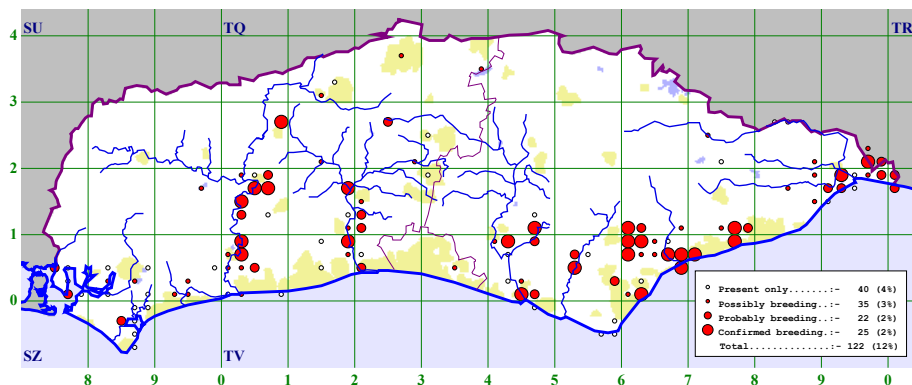 SU TQ TR
4
3
2
1
0
SZ TV
8 9 0 1 2 3 4 5 6 7 8 9 0
Present only.......:- 40 (4%)
Possibly breeding..:- 35 (3%)
Probably breeding..:- 22 (2%)
Confirmed breeding:- 25 (2%)
Total..............:- 122 (12%)